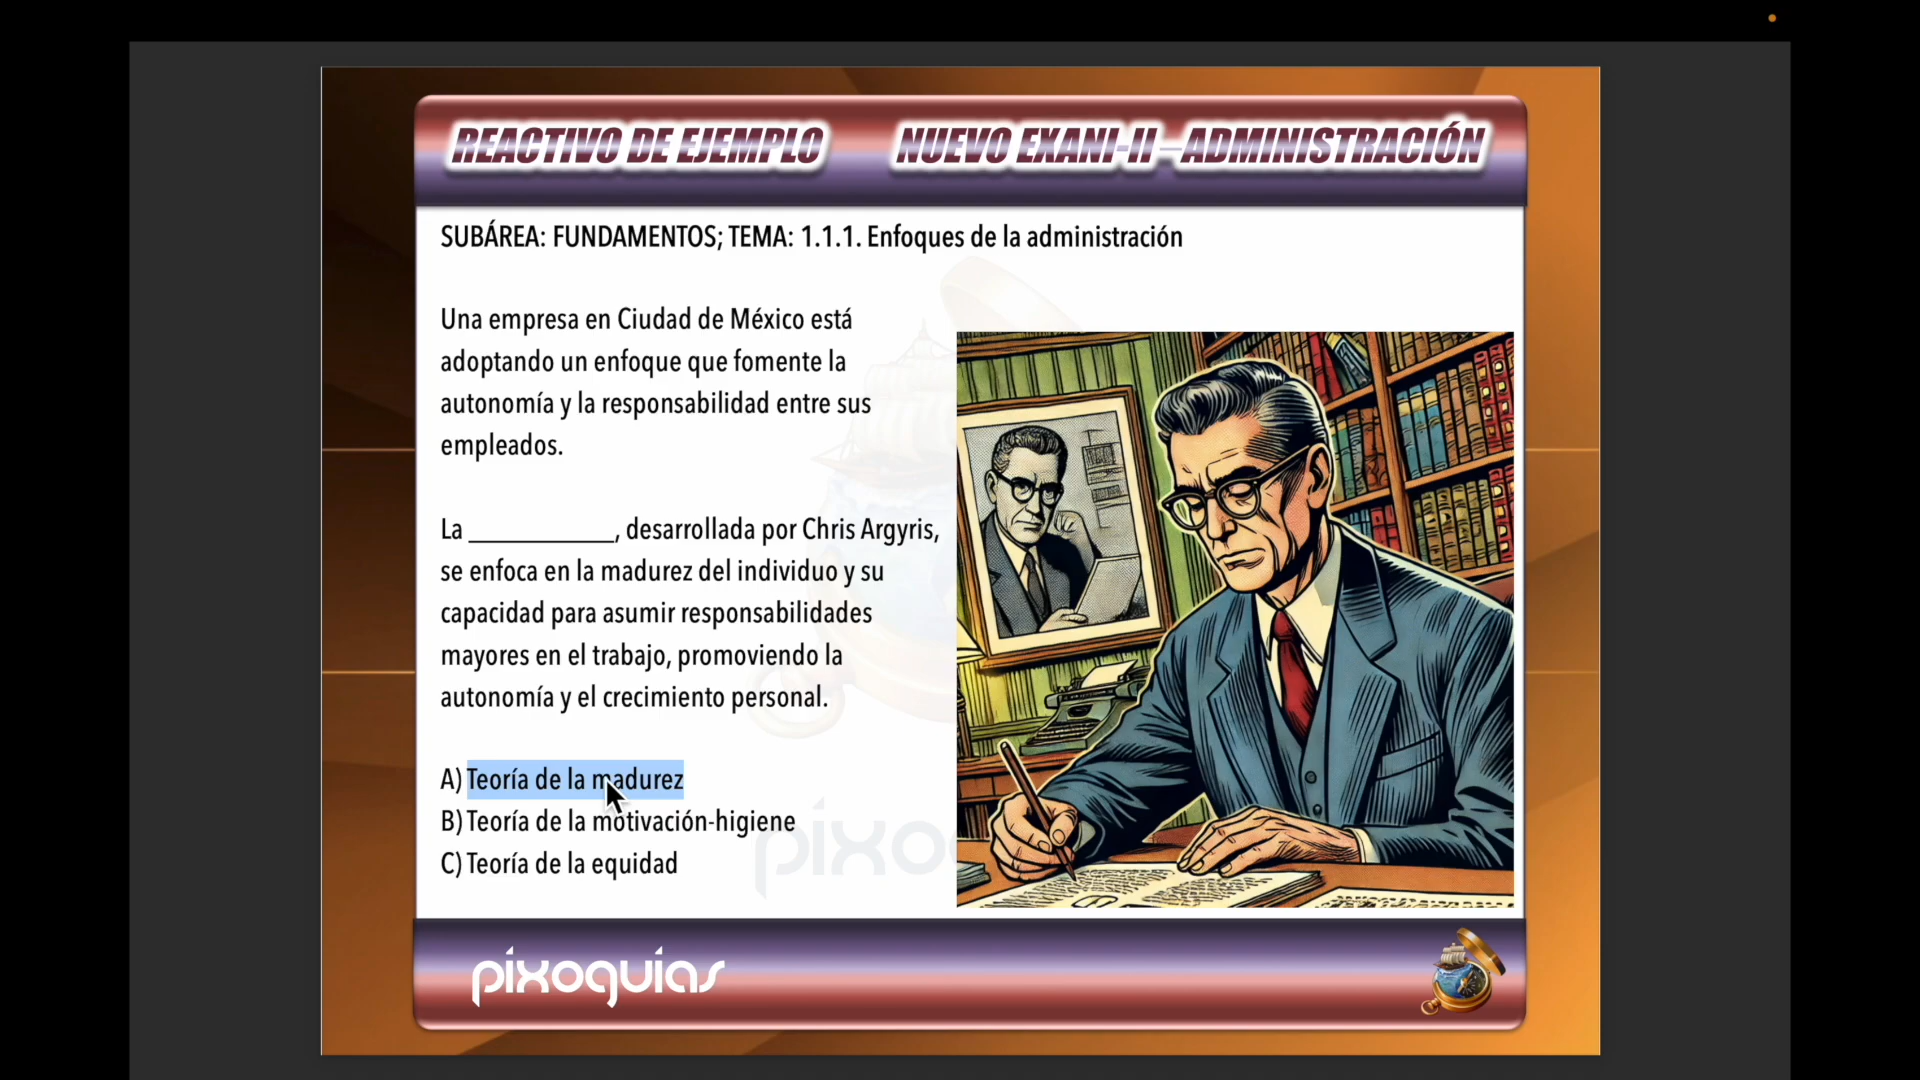 REACTIVO DE EJEMPLO NUEVO EXANI-II – ADMINISTRACIÓN
SUBÁREA: FUNDAMENTOS; TEMA: 1.1.1. Enfoques de la administración
Una empresa en Ciudad de México está
adoptando un enfoque que fomente la
autonomía y la responsabilidad entre sus
empleados.
La ____________, desarrollada por Chris Argyris,
se enfoca en la madurez del individuo y su
capacidad para asumir responsabilidades
mayores en el trabajo, promoviendo la
autonomía y el crecimiento personal.
A) Teoría de la madurez
B) Teoría de la motivación-higiene
C) Teoría de la equidad
pixo
pixoguias